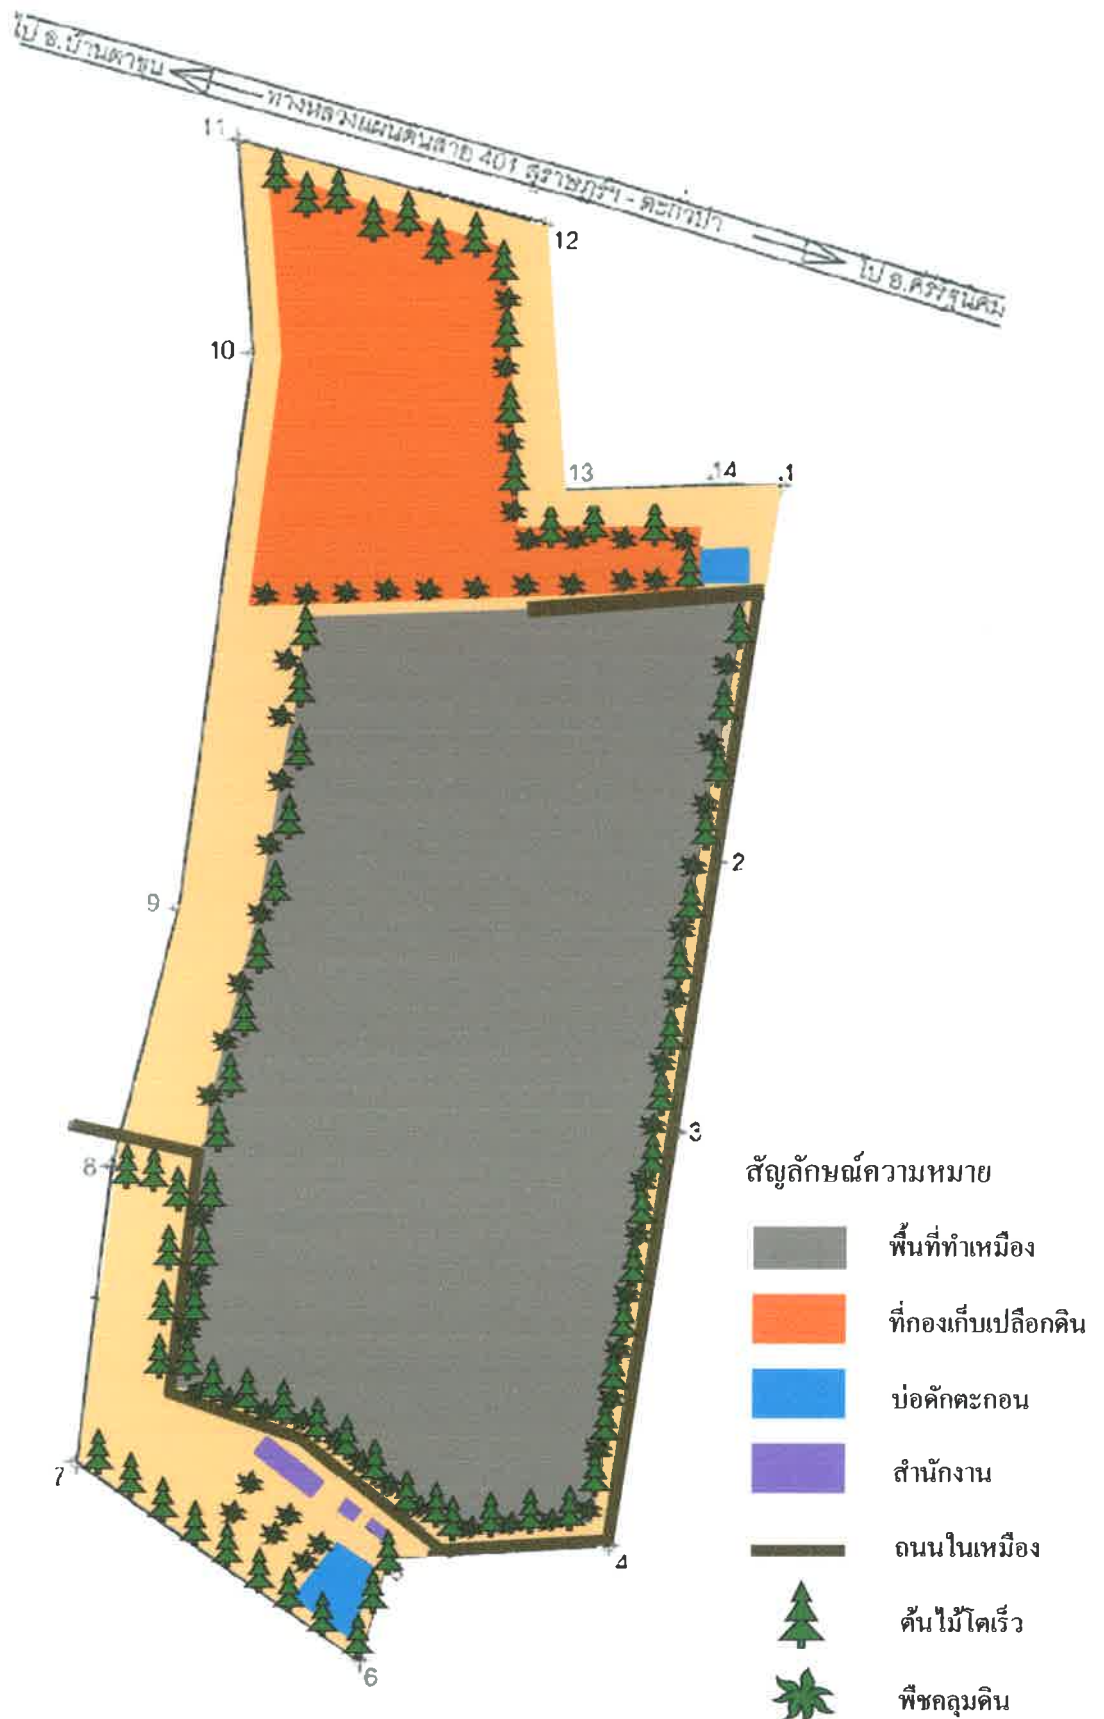 ไป อ.บ้านตาขุน
ทางหลวงแผ่นดินสาย 401 สุราษฎร์ฯ - ตะกั่วป่า
ไป อ.คีรีรัฐนิคม
11
12
10
13
14
1
2
9
3
8
7
4
6
สัญลักษณ์ความหมาย
พื้นที่ทำเหมือง
ที่กองเก็บเปลือกดิน
บ่อดักตะกอน
สำนักงาน
ถนนในเหมือง
ต้นไม้โตเร็ว
พืชคลุมดิน